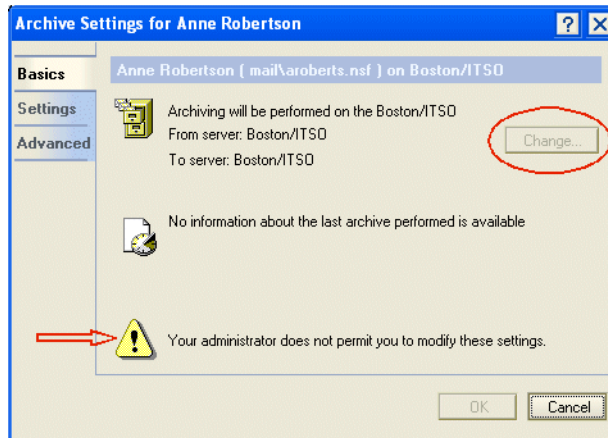 Archive Settings for Anne Robertson
Basics
Settings
Advanced
Anne Robertson ( mail\aroberts.nsf ) on Boston/ITSO
Archiving will be performed on the Boston/ITSO
From server: Boston/ITSO
To server: Boston/ITSO
Change...
No information about the last archive performed is available
Your administrator does not permit you to modify these settings.
OK
Cancel